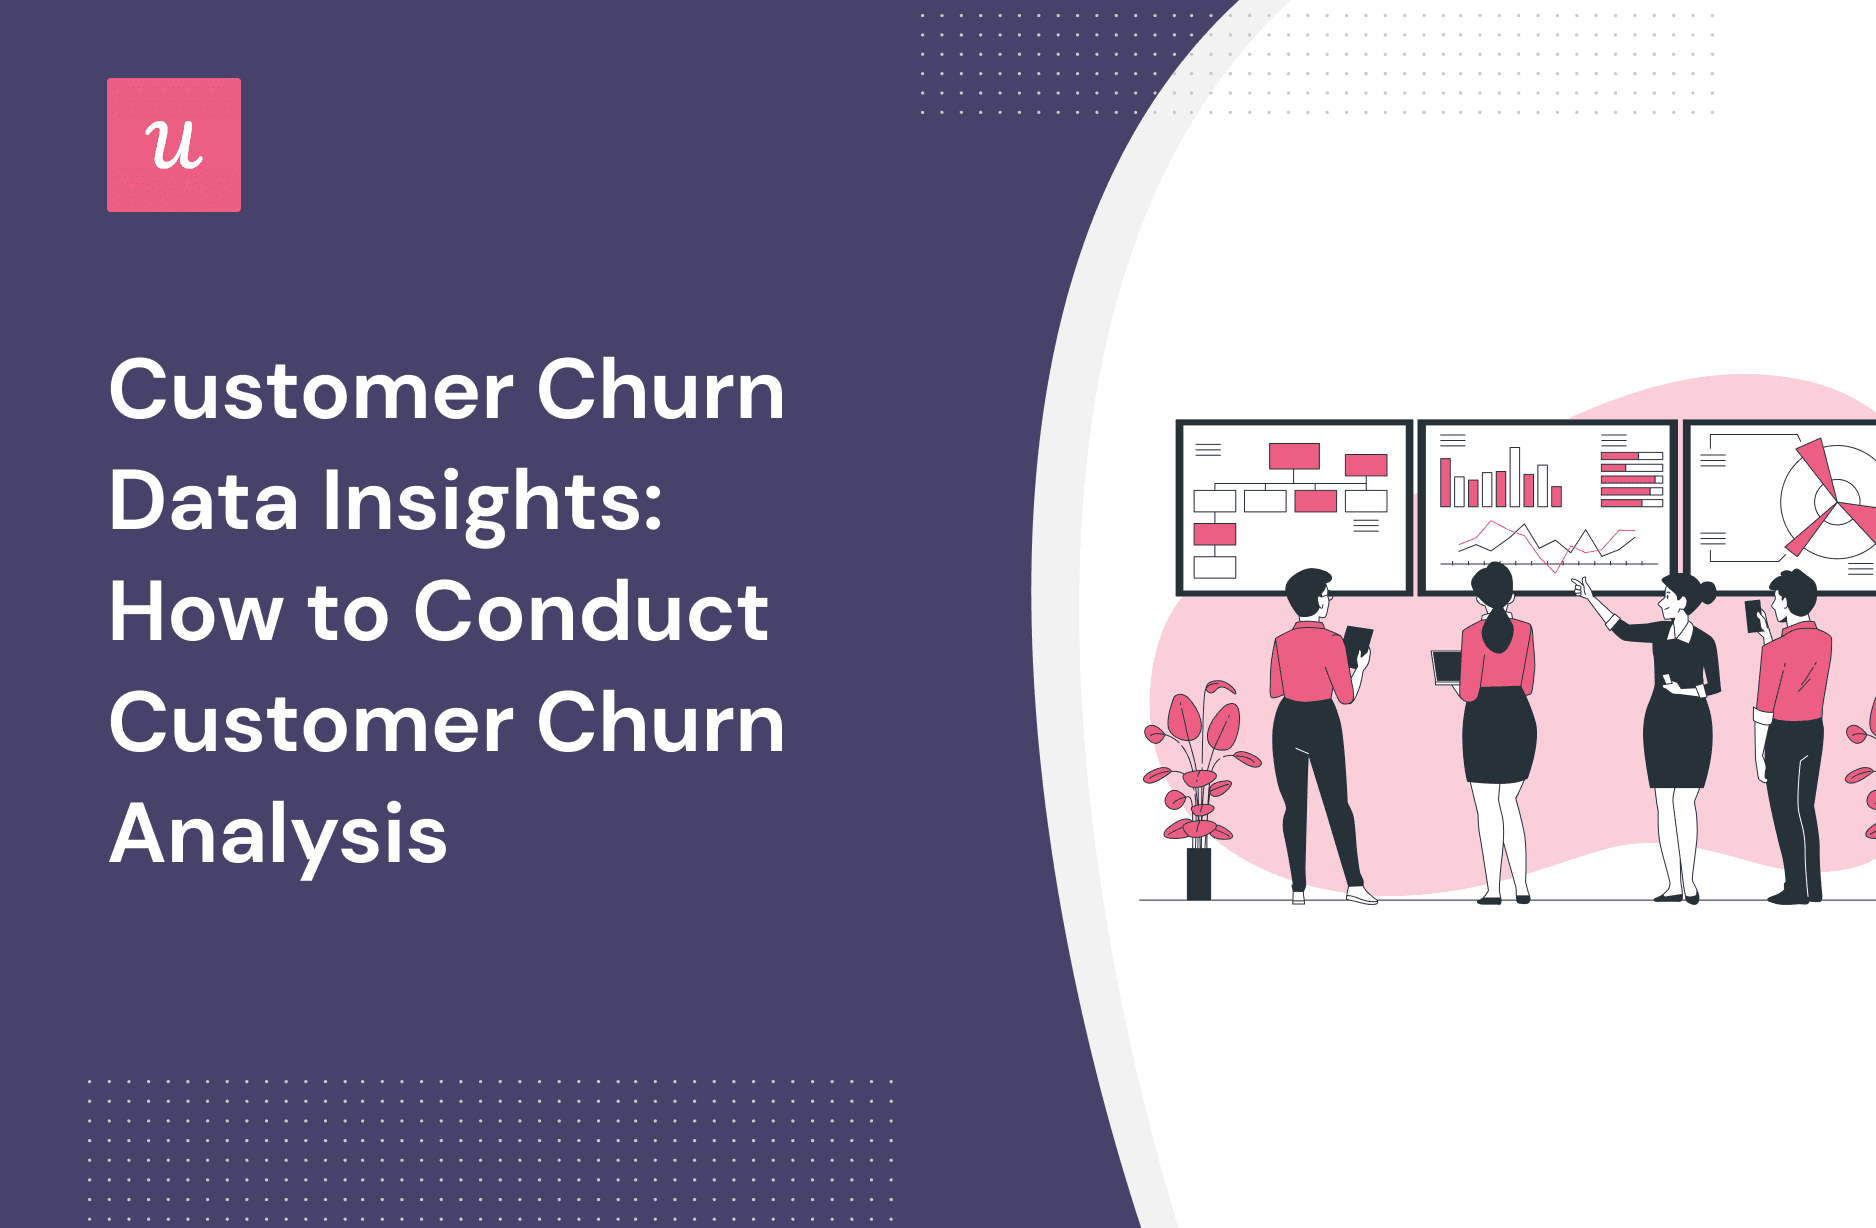 u
Customer Churn
Data Insights:
How to Conduct
Customer Churn
Analysis